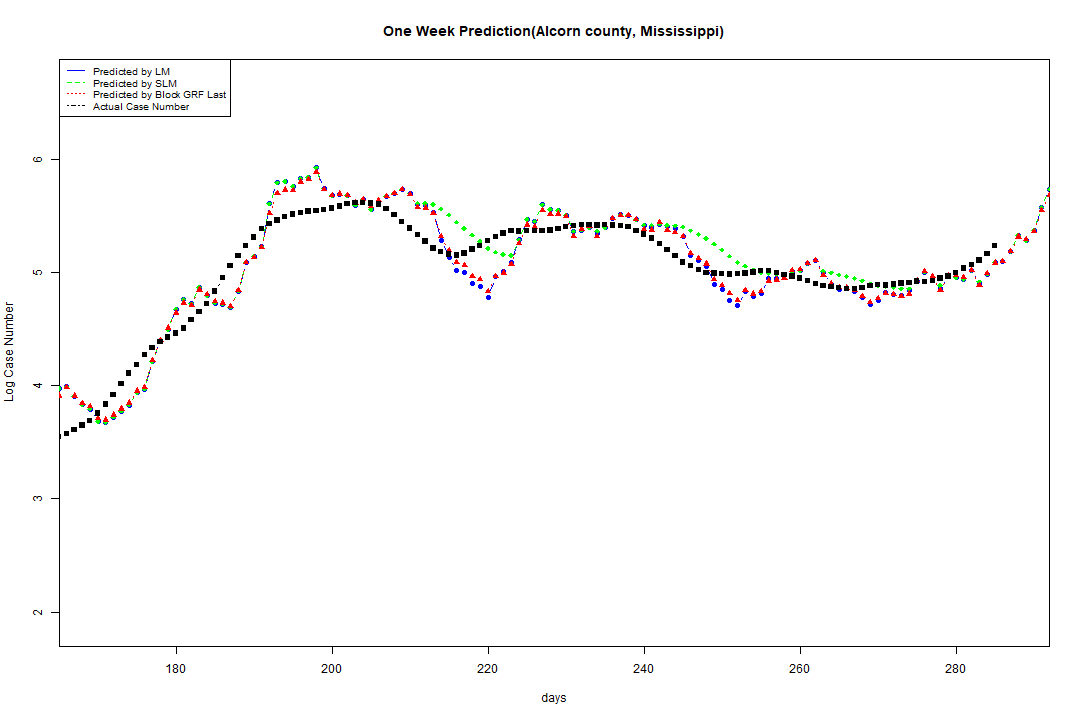 One Week Prediction(Alcorn county, Mississippi)
Predicted by LM
Predicted by SLM
Predicted by Block GRF Last
Actual Case Number
6
5
4
3
2
Log Case Number
180 200 220 240 260 280
days